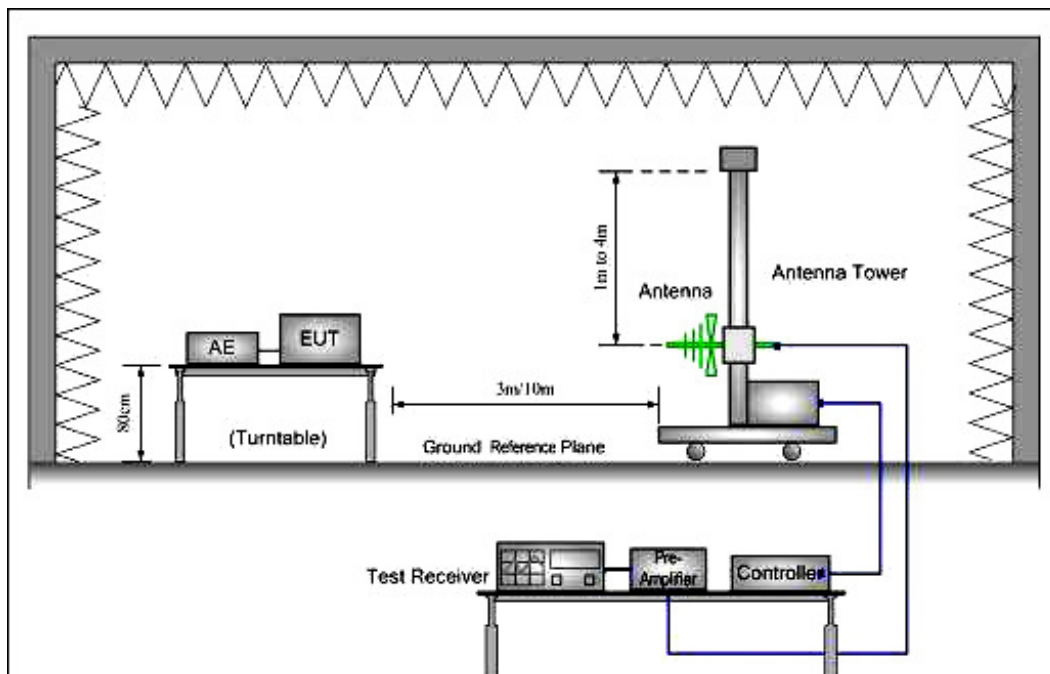 1m to 4m
Antenna
Antenna Tower
AE
EUT
80cm
3m/10m
(Turntable)
Ground Reference Plane
Test Receiver
Pre-
Amplifier
Controller